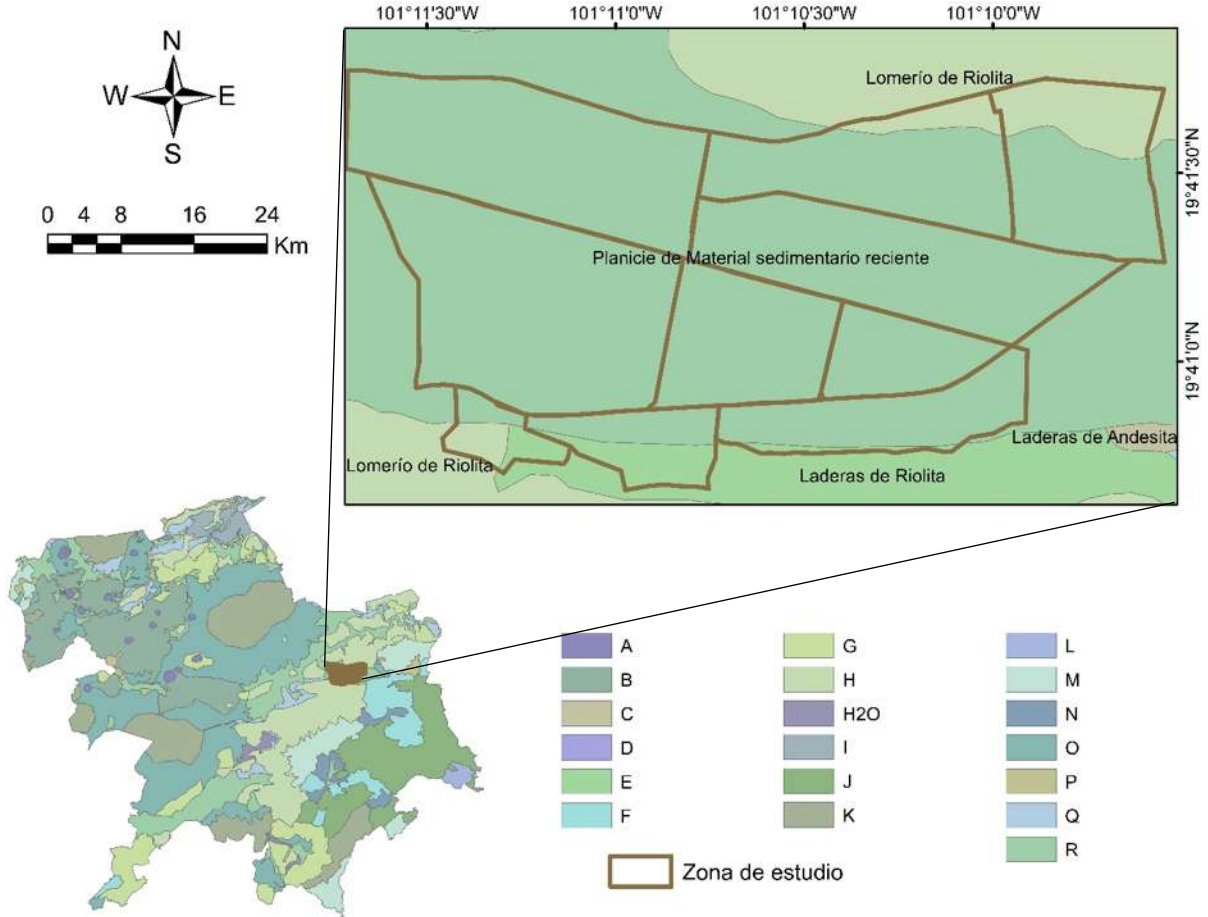 101°11'30"W 101°11'0"W 101°10'30"W 101°10'0"W
N
W E
S
0 4 8 16 24
Km
Lomerío de Riolita
19°41'30"N
Planicie de Material sedimentario reciente
19°41'0"N
Laderas de Andesita
Lomerío de Riolita
Laderas de Riolita
A
B
C
D
E
F
G
H
H2O
I
J
K
L
M
N
O
P
Q
R
Zona de estudio